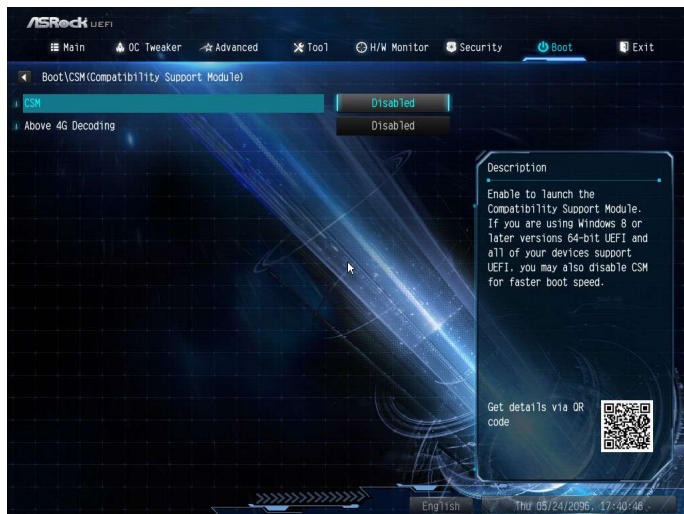 ASRock UEFI
Main OC Tweaker Advanced Tool H/W Monitor Security Boot Exit
Boot\CSM(Compatibility Support Module)
CSM Disabled
Above 4G Decoding Disabled
Description
Enable to launch the
Compatibility Support Module.
If you are using Windows 8 or
later versions 64-bit UEFI and
all of your devices support
UEFI, you may also disable CSM
for faster boot speed.
Get details via QR
code
English Thu 05/24/2096, 17:40:46